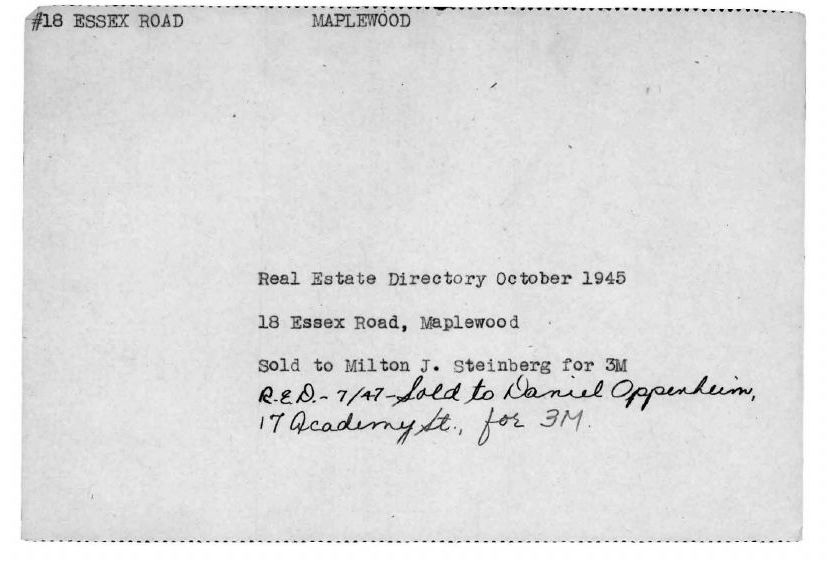 #18 ESSEX ROAD MAPLEWOOD
Real Estate Directory October 1945
18 Essex Road, Maplewood
Sold to Milton J. Steinberg for 3M
R.E.D. - 7/47 - Sold to Daniel Oppenheim,
17 Academy St., for 3M.